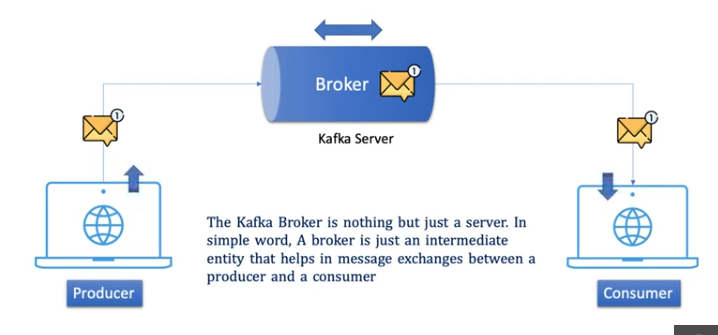 Broker
1
Kafka Server
1
1
The Kafka Broker is nothing but just a server. In
simple word, A broker is just an intermediate
entity that helps in message exchanges between a
producer and a consumer
Producer
Consumer